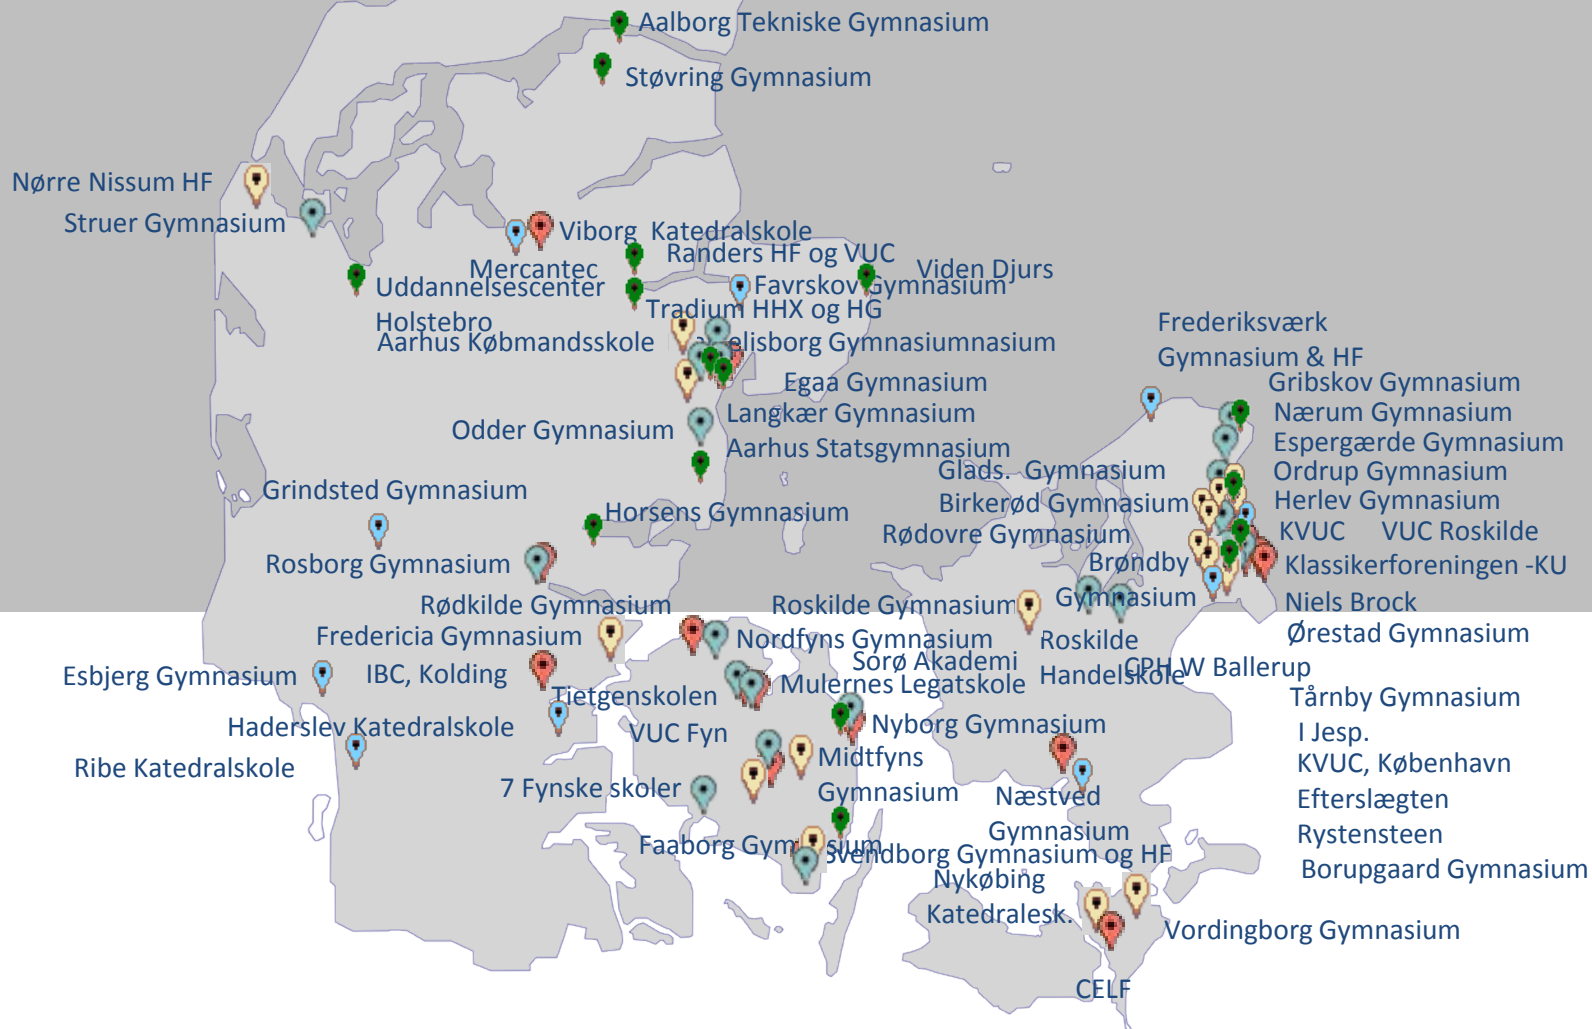 Aalborg Tekniske Gymnasium
Støvring Gymnasium
Nørre Nissum HF
Struer Gymnasium
Viborg Katedralskole
Randers HF og VUC
Mercantec
Viden Djurs
Uddannelsescenter
Holstebro
Favrskov Gymnasium
Tradium HHX og HG
Aarhus Købmandsskole
elisborg Gymnasiumnasium
Egaa Gymnasium
Langkær Gymnasium
Odder Gymnasium
Aarhus Statsgymnasium
Frederiksværk
Gymnasium & HF
Gribskov Gymnasium
Nærum Gymnasium
Espergærde Gymnasium
Glads. Gymnasium
Ordrup Gymnasium
Birkerød Gymnasium
Herlev Gymnasium
Rødovre Gymnasium
KVUC VUC Roskilde
Brøndby
Gymnasium
Klassikerforeningen -KU
Niels Brock
Ørestad Gymnasium
Grindsted Gymnasium
Horsens Gymnasium
Rosborg Gymnasium
Rødkilde Gymnasium
Roskilde Gymnasium
Fredericia Gymnasium
Nordfyns Gymnasium
Roskilde
Handelskole
Sorø Akademi
CPH W Ballerup
Esbjerg Gymnasium
IBC, Kolding
Tietgenskolen
Mulernes Legatskole
Tårnby Gymnasium
Haderslev Katedralskole
VUC Fyn
Nyborg Gymnasium
I Jesp.
Ribe Katedralskole
Midtfyns
Gymnasium
KVUC, København
7 Fynske skoler
Næstved
Gymnasium
Efterslægten
Rystensteen
Faaborg Gymnasium
Svendborg Gymnasium og HF
Borupgaard Gymnasium
Nykøbing
Katedralesk.
Vordingborg Gymnasium
CELF